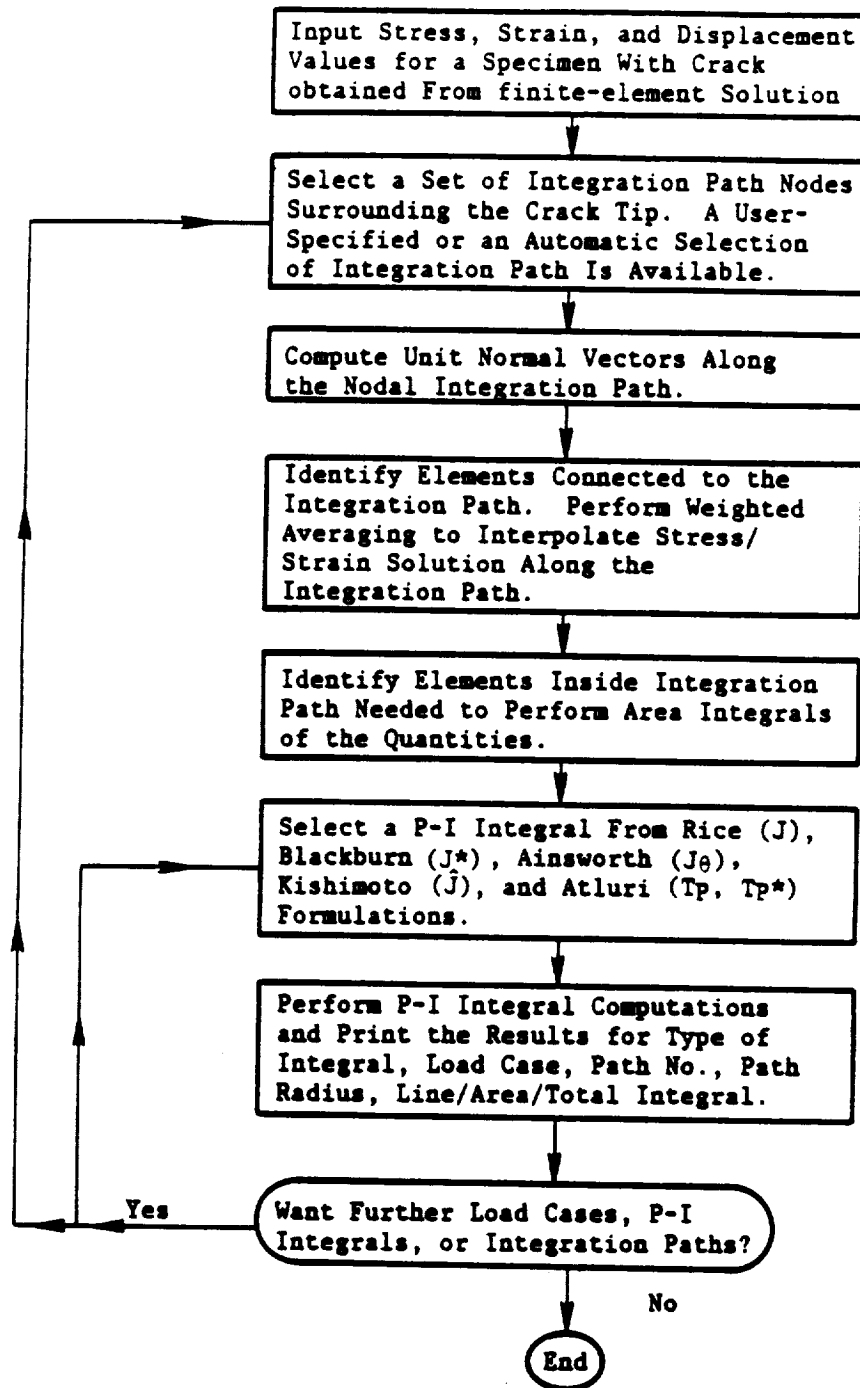 Input Stress, Strain, and Displacement
Values for a Specimen With Crack
obtained From finite-element Solution
Select a Set of Integration Path Nodes
Surrounding the Crack Tip. A User-
Specified or an Automatic Selection
of Integration Path Is Available.
Compute Unit Normal Vectors Along
the Nodal Integration Path.
Identify Elements Connected to the
Integration Path. Perform Weighted
Averaging to Interpolate Stress/
Strain Solution Along the
Integration Path.
Identify Elements Inside Integration
Path Needed to Perform Area Integrals
of the Quantities.
Select a P-I Integral From Rice (J),
Blackburn (J*), Ainsworth (Jθ),
Kishimoto (Ĵ), and Atluri (Tp, Tp*)
Formulations.
Perform P-I Integral Computations
and Print the Results for Type of
Integral, Load Case, Path No., Path
Radius, Line/Area/Total Integral.
Yes
Want Further Load Cases, P-I
Integrals, or Integration Paths?
No
End